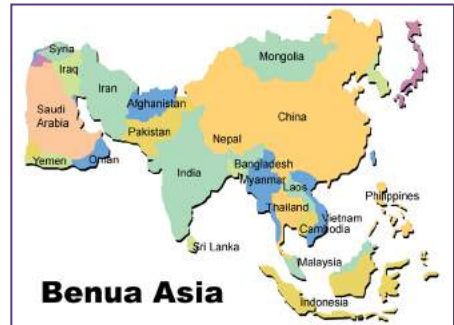 Syria
Mongolia
Iraq
Iran
Afghanistan
China
Saudi
Arabia
Pakistan
Nepal
Yemen
Oman
India
Bangladesh
Myanmar
Laos
Philippines
Thailand
Vietnam
Cambodia
Sri Lanka
Malaysia
Benua Asia
Indonesia